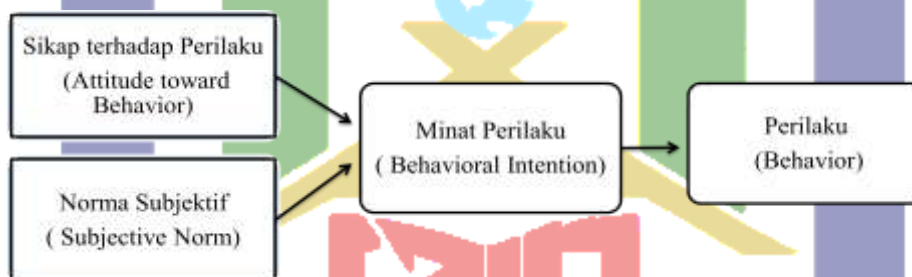 Sikap terhadap Perilaku
(Attitude toward
Behavior)
Norma Subjektif
( Subjective Norm)
Minat Perilaku
( Behavioral Intention)
Perilaku
(Behavior)